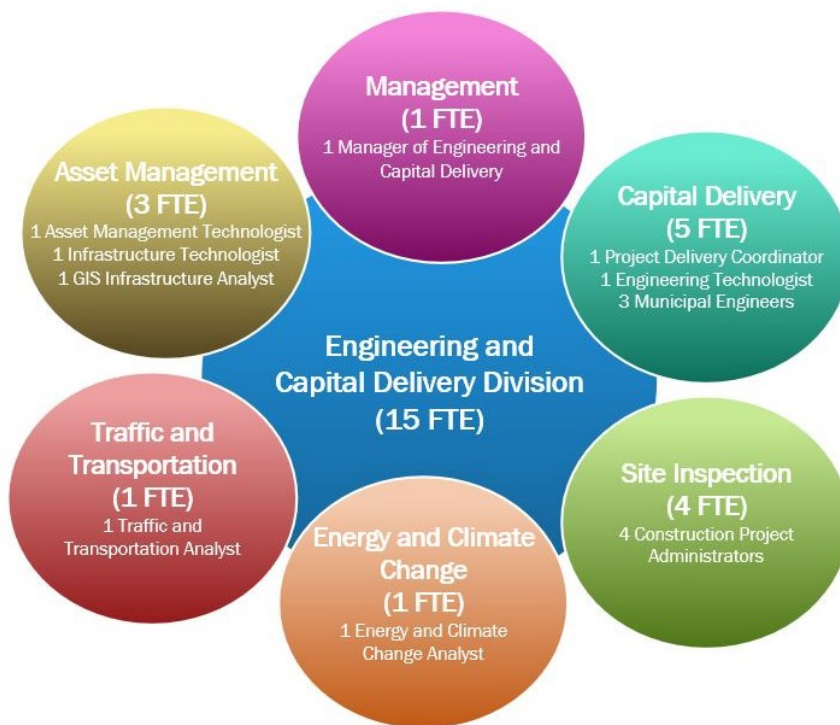 Management
(1 FTE)
1 Manager of Engineering and
Capital Delivery
Capital Delivery
(5 FTE)
1 Project Delivery Coordinator
1 Engineering Technologist
3 Municipal Engineers
Site Inspection
(4 FTE)
4 Construction Project
Administrators
Energy and Climate
Change
(1 FTE)
1 Energy and Climate
Change Analyst
Traffic and
Transportation
(1 FTE)
1 Traffic and
Transportation Analyst
Asset Management
(3 FTE)
1 Asset Management Technologist
1 Infrastructure Technologist
1 GIS Infrastructure Analyst
Engineering and
Capital Delivery Division
(15 FTE)